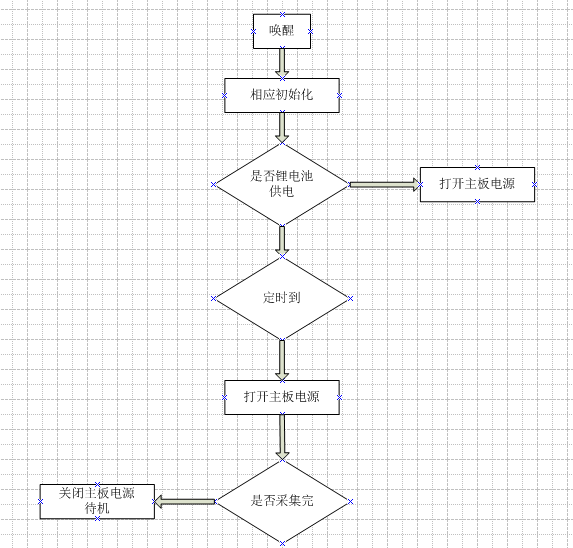 唤醒
相应初始化
是否锂电池
供电
打开主板电源
定时到
打开主板电源
是否采集完
关闭主板电源
待机